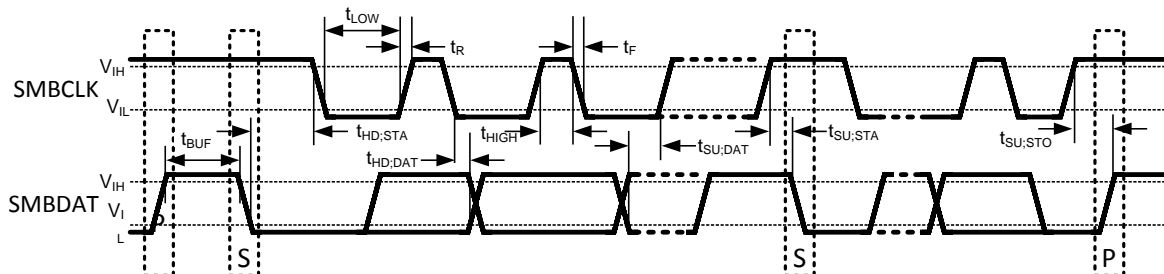 tLOW
tR
tF
VIH
SMBCLK
VIL
tBUF
tHD;STA
tHIGH
tSU;DAT
tSU;STA
tSU;STO
tHD;DAT
VIH
SMBDAT
VI
L
P
S
S
P